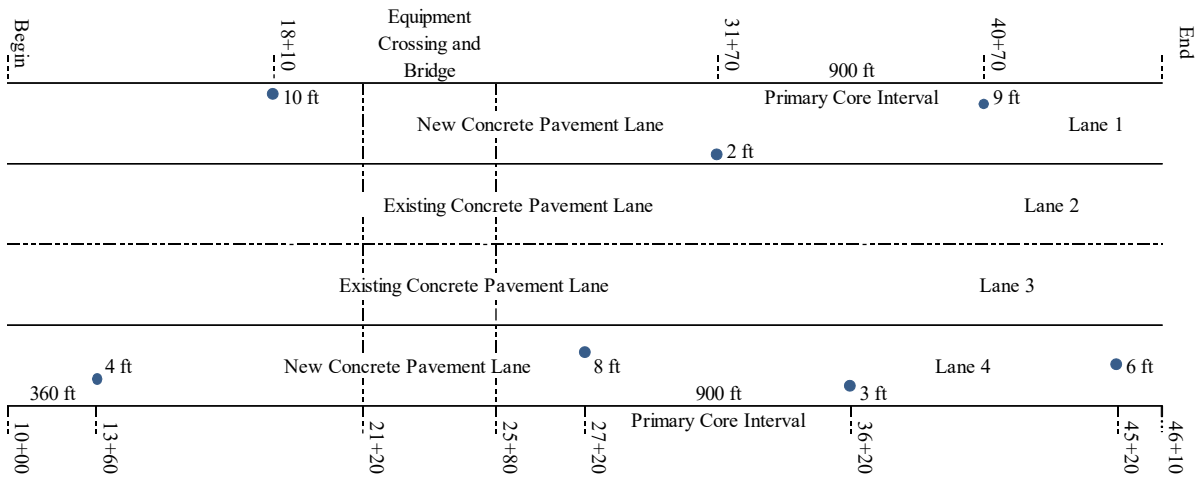 Begin
18+10
Equipment
Crossing and
Bridge
31+70
900 ft
40+70
End
10 ft
Primary Core Interval
9 ft
New Concrete Pavement Lane
Lane 1
2 ft
Existing Concrete Pavement Lane
Lane 2
Existing Concrete Pavement Lane
Lane 3
4 ft
New Concrete Pavement Lane
8 ft
Lane 4
6 ft
360 ft
900 ft
3 ft
Primary Core Interval
10+00
13+60
21+20
25+80
27+20
36+20
45+20
46+10